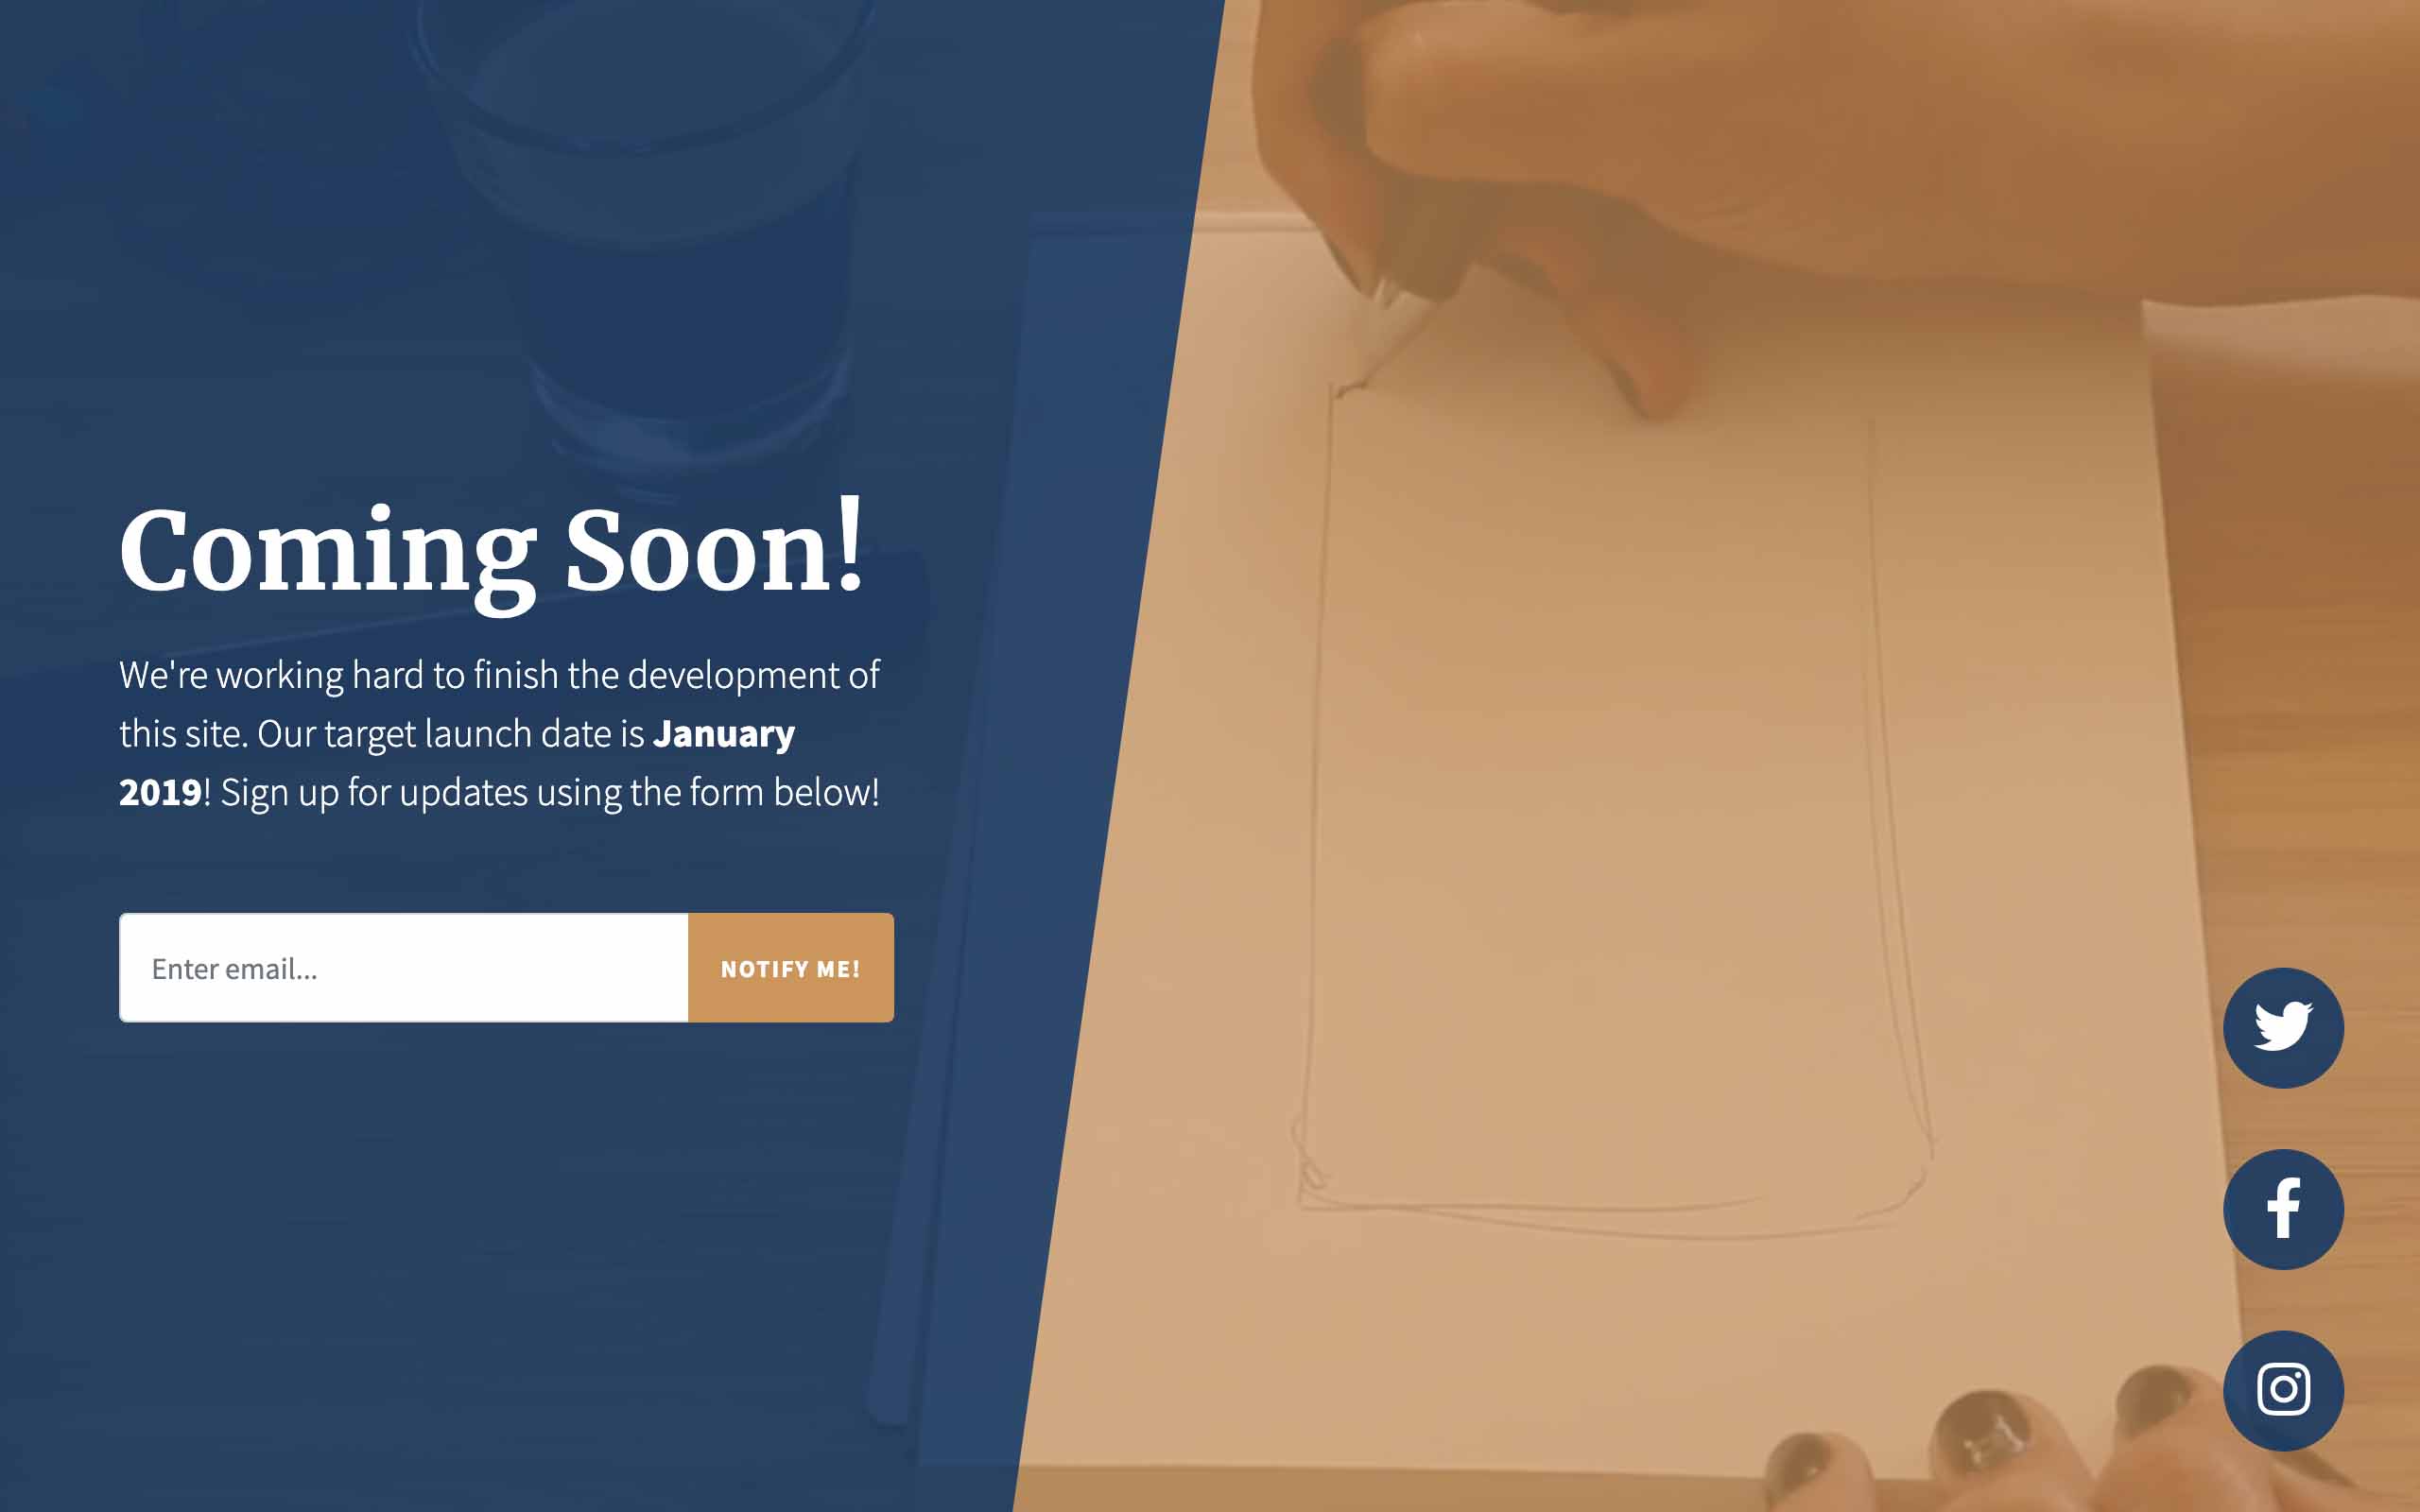 Coming Soon!
We're working hard to finish the development of
this site. Our target launch date is January
2019! Sign up for updates using the form below!
Enter email...
NOTIFY ME!